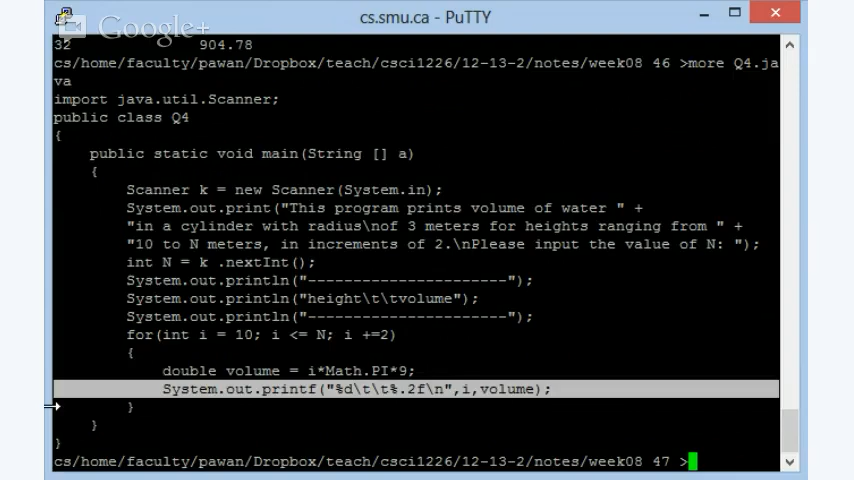 cs.smu.ca - PuTTY
Google+
32 904.78
cs/home/faculty/pawan/Dropbox/teach/csci1226/12-13-2/notes/week08 46 >more Q4.ja
va
import java.util.Scanner;
public class Q4
{
public static void main(String [] a)
{
Scanner k = new Scanner(System.in);
System.out.print("This program prints volume of water " +
"in a cylinder with radius\nof 3 meters for heights ranging from " +
"10 to N meters, in increments of 2.\nPlease input the value of N: ");
int N = k .nextInt();
System.out.println("----------------------");
System.out.println("height\t\tvolume");
System.out.println("----------------------");
for(int i = 10; i <= N; i +=2)
{
double volume = i*Math.PI*9;
System.out.printf("%d\t\t%.2f\n",i,volume);
}
}
}
cs/home/faculty/pawan/Dropbox/teach/csci1226/12-13-2/notes/week08 47 >